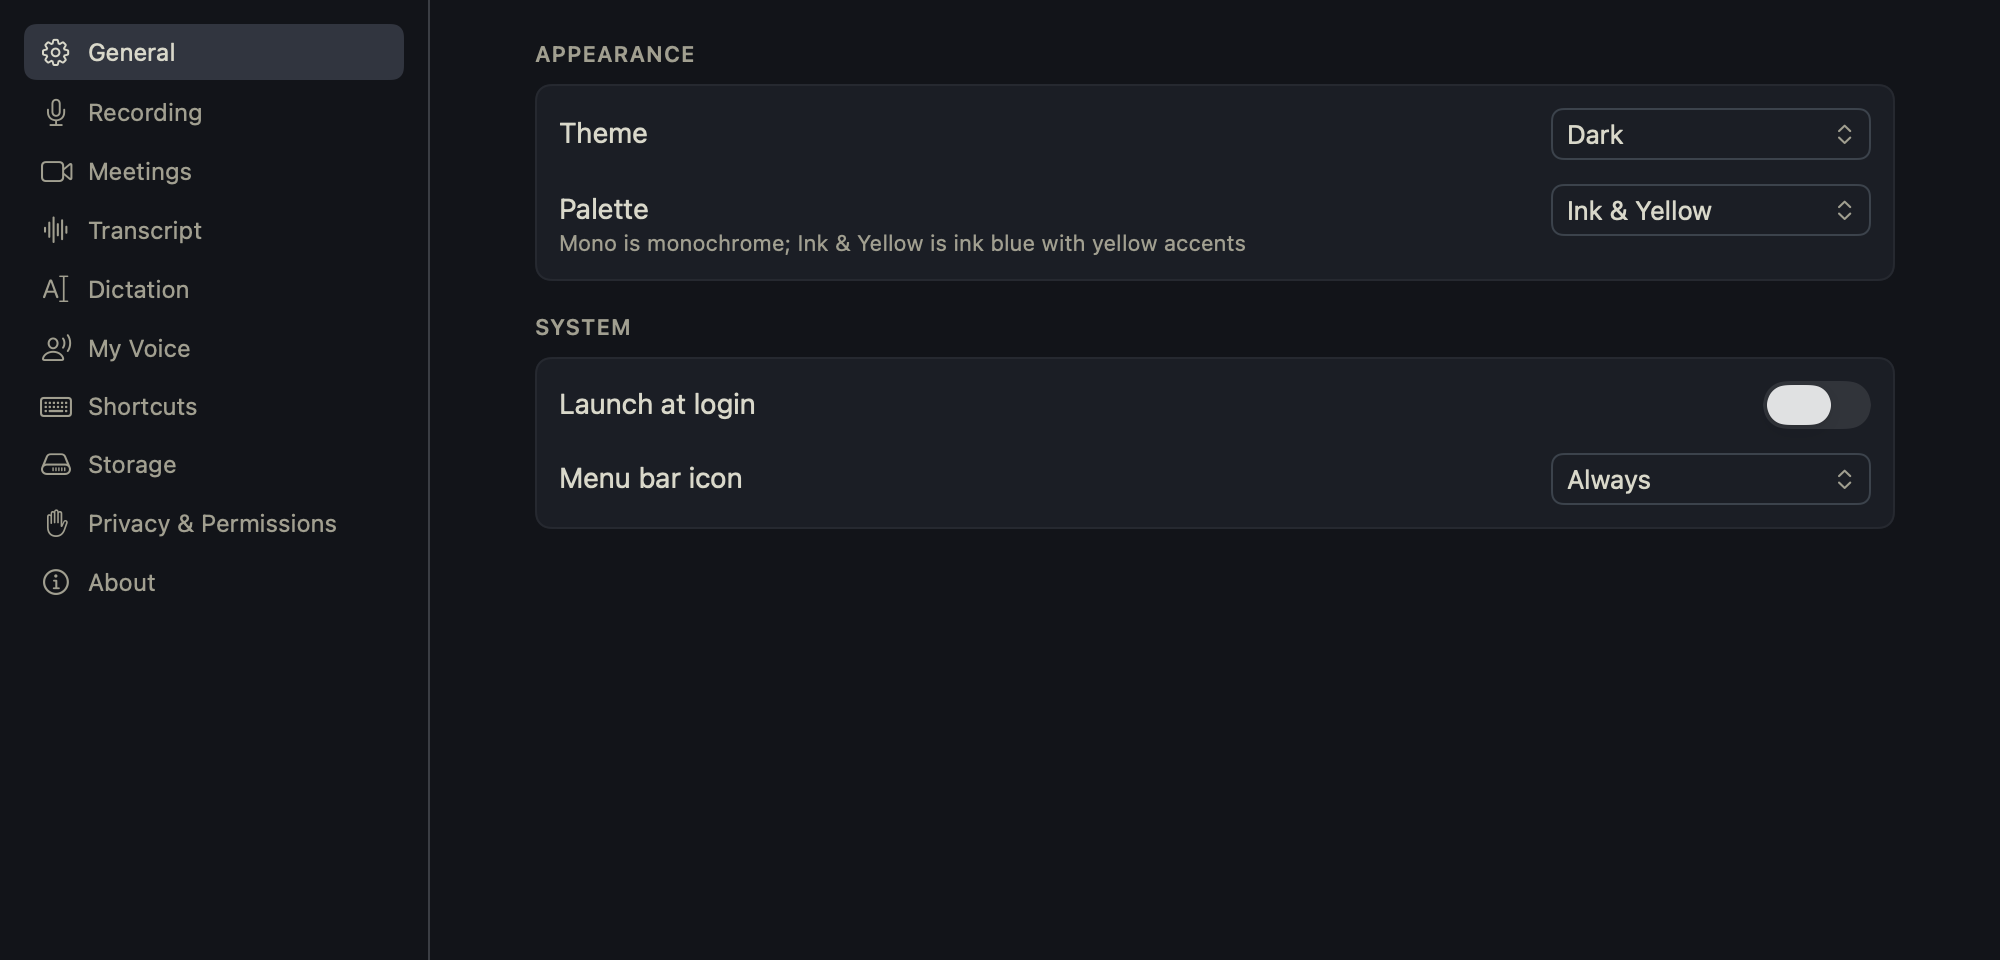 General
Recording
Meetings
Transcript
Dictation
My Voice
Shortcuts
Storage
Privacy & Permissions
About
APPEARANCE
Theme
Dark
Palette
Ink & Yellow
Mono is monochrome; Ink & Yellow is ink blue with yellow accents
SYSTEM
Launch at login
Menu bar icon
Always